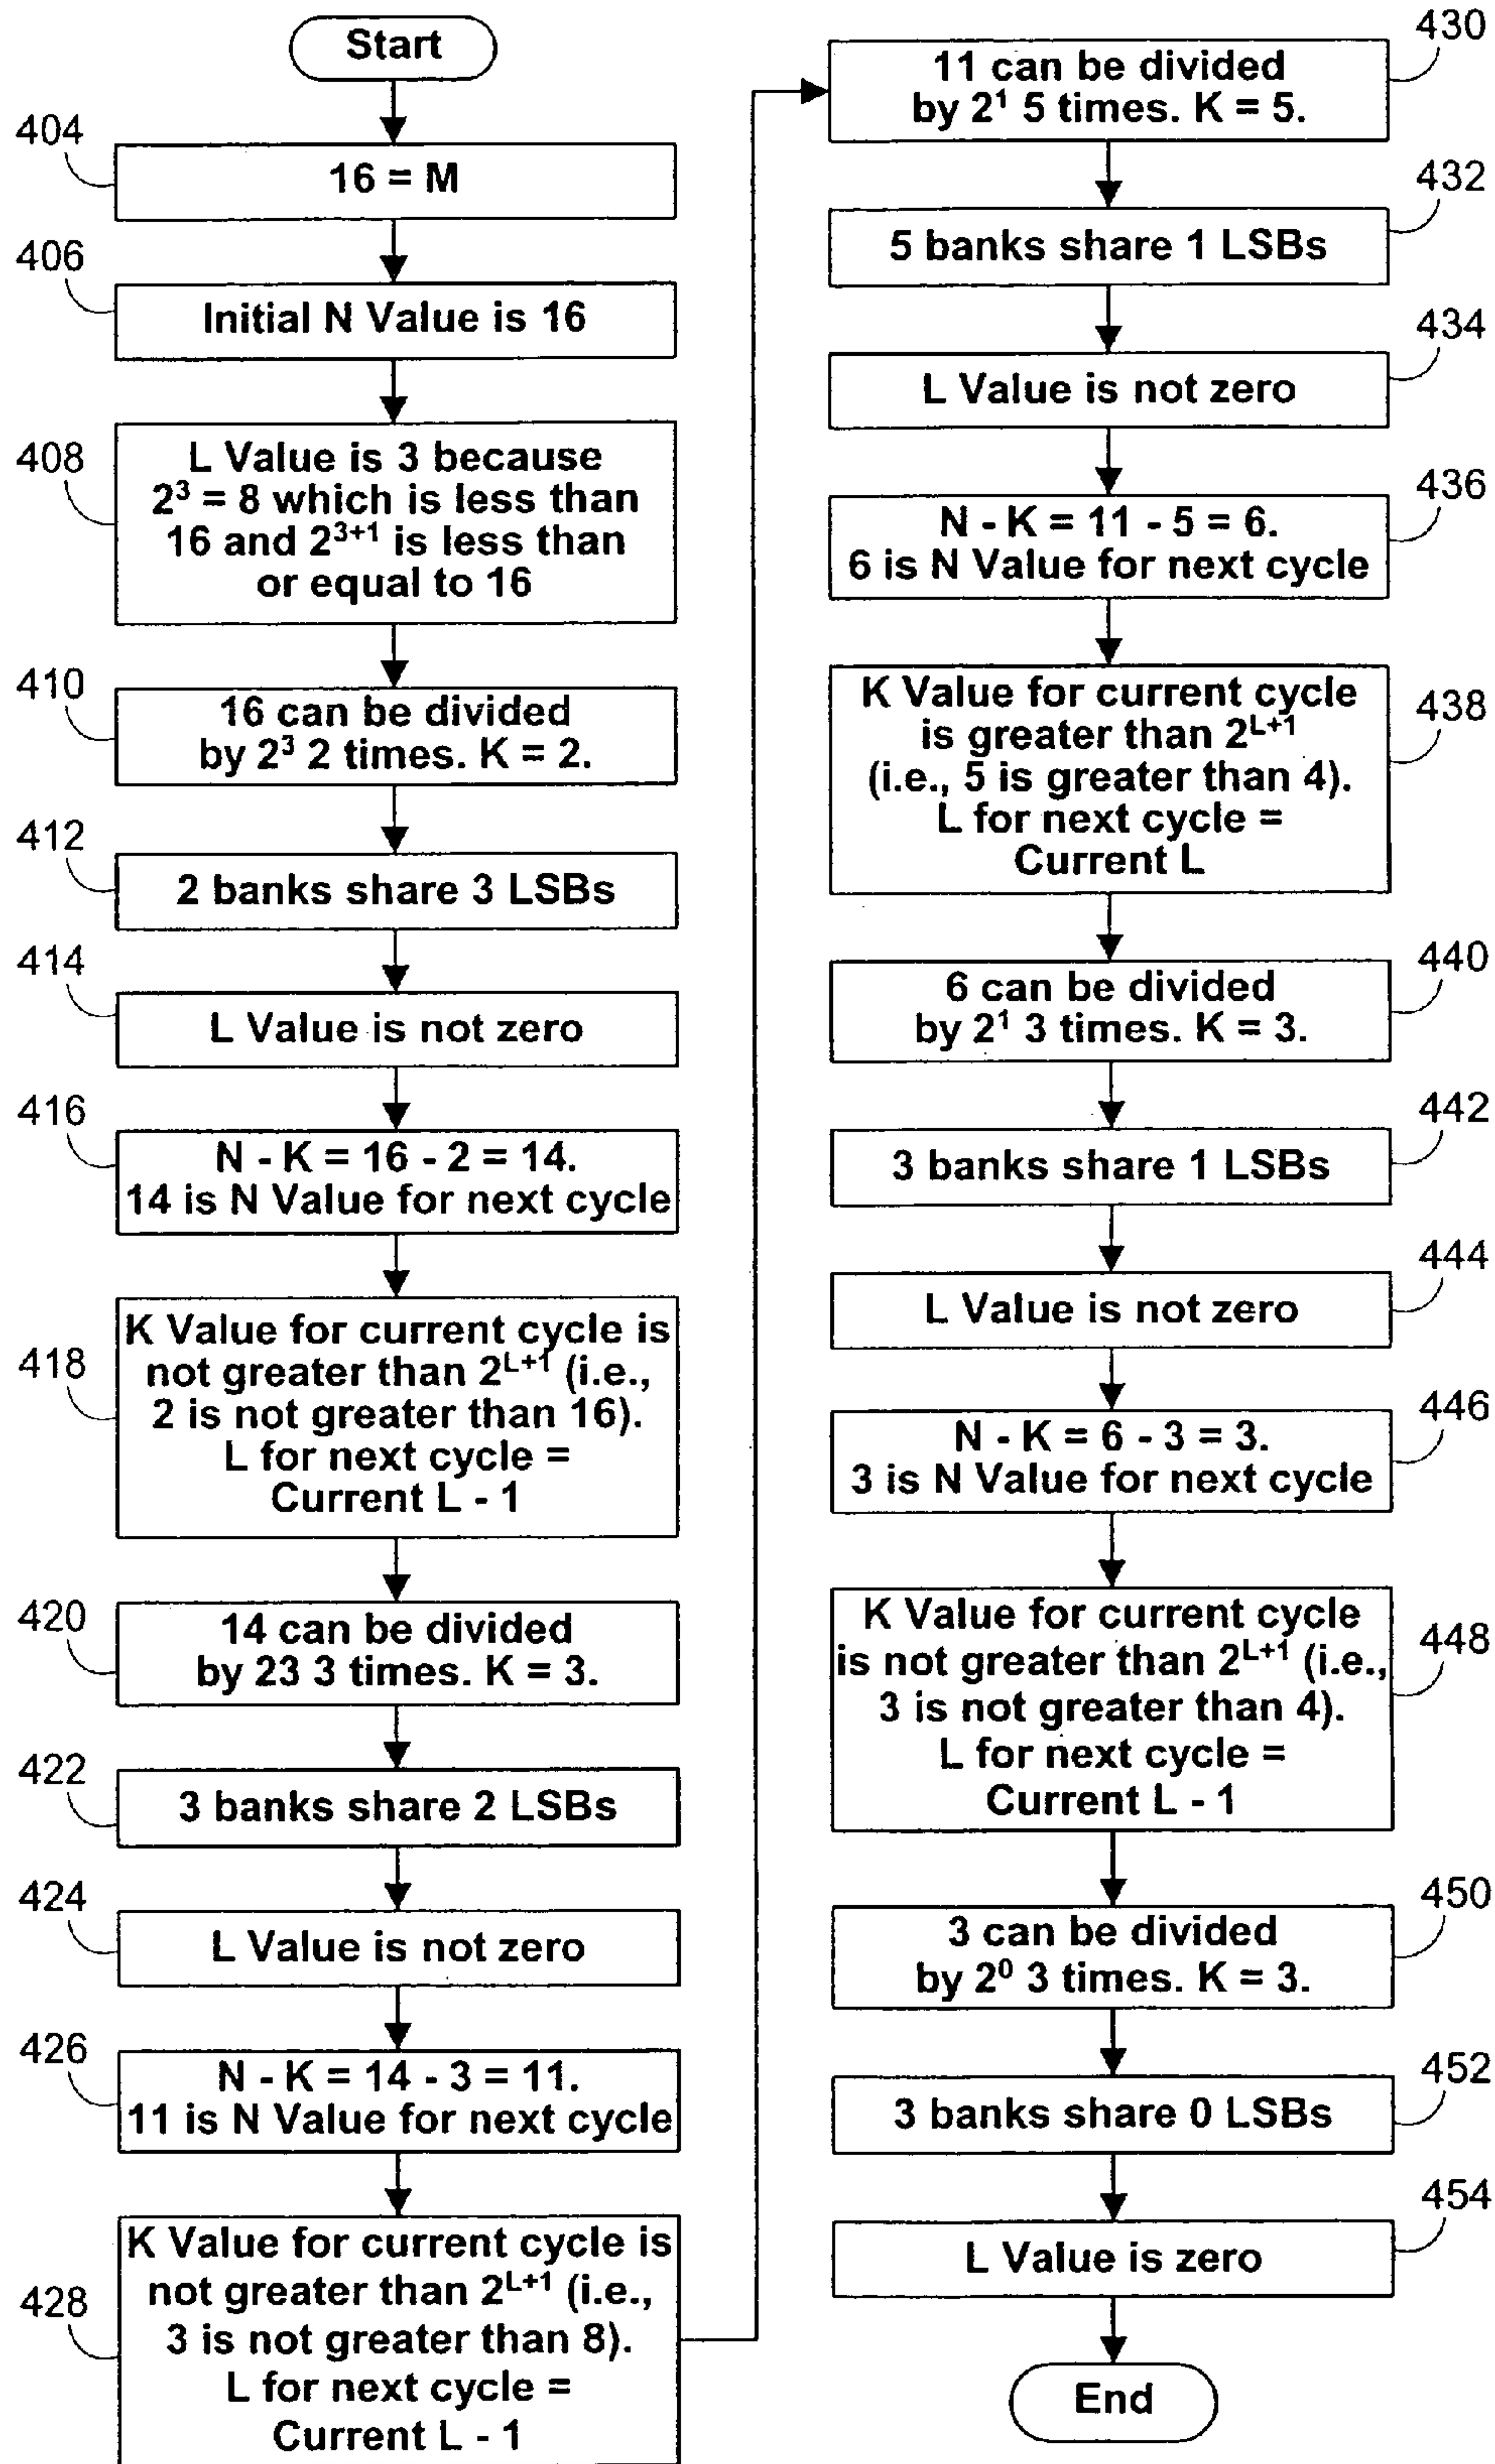 Start
404
16 = M
406
Initial N Value is 16
408
L Value is 3 because
2³ = 8 which is less than
16 and 2³⁺¹ is less than
or equal to 16
410
16 can be divided
by 2³ 2 times. K = 2.
412
2 banks share 3 LSBs
414
L Value is not zero
416
N - K = 16 - 2 = 14.
14 is N Value for next cycle
418
K Value for current cycle is
not greater than 2ᴸ⁺¹ (i.e.,
2 is not greater than 16).
L for next cycle =
Current L - 1
420
14 can be divided
by 23 3 times. K = 3.
422
3 banks share 2 LSBs
424
L Value is not zero
426
N - K = 14 - 3 = 11.
11 is N Value for next cycle
428
K Value for current cycle is
not greater than 2ᴸ⁺¹ (i.e.,
3 is not greater than 8).
L for next cycle =
Current L - 1
430
11 can be divided
by 2¹ 5 times. K = 5.
432
5 banks share 1 LSBs
434
L Value is not zero
436
N - K = 11 - 5 = 6.
6 is N Value for next cycle
438
K Value for current cycle
is greater than 2ᴸ⁺¹
(i.e., 5 is greater than 4).
L for next cycle =
Current L
440
6 can be divided
by 2¹ 3 times. K = 3.
442
3 banks share 1 LSBs
444
L Value is not zero
446
N - K = 6 - 3 = 3.
3 is N Value for next cycle
448
K Value for current cycle
is not greater than 2ᴸ⁺¹ (i.e.,
3 is not greater than 4).
L for next cycle =
Current L - 1
450
3 can be divided
by 2⁰ 3 times. K = 3.
452
3 banks share 0 LSBs
454
L Value is zero
End